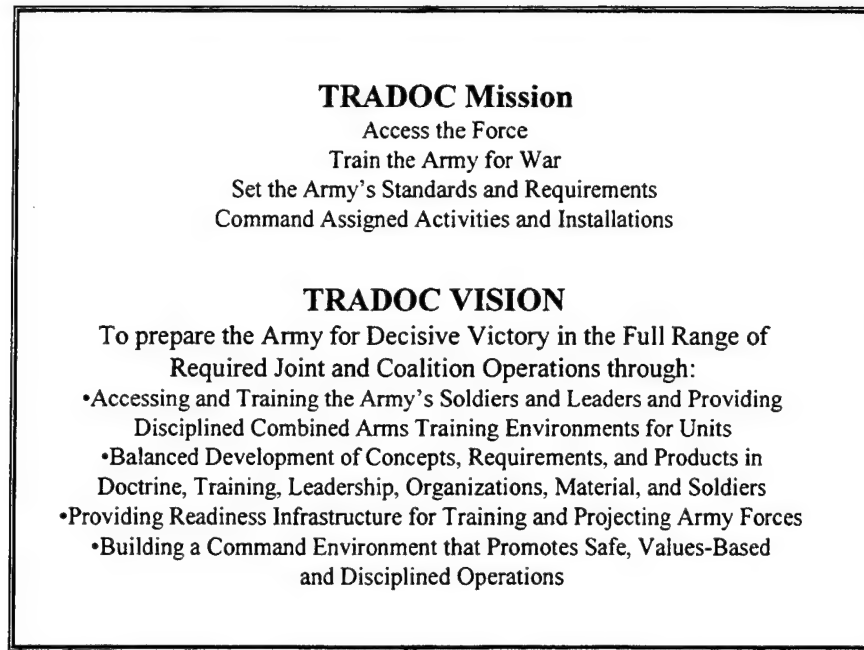 TRADOC Mission
Access the Force
Train the Army for War
Set the Army's Standards and Requirements
Command Assigned Activities and Installations
TRADOC VISION
To prepare the Army for Decisive Victory in the Full Range of
Required Joint and Coalition Operations through:
•Accessing and Training the Army's Soldiers and Leaders and Providing
Disciplined Combined Arms Training Environments for Units
•Balanced Development of Concepts, Requirements, and Products in
Doctrine, Training, Leadership, Organizations, Material, and Soldiers
•Providing Readiness Infrastructure for Training and Projecting Army Forces
•Building a Command Environment that Promotes Safe, Values-Based
and Disciplined Operations